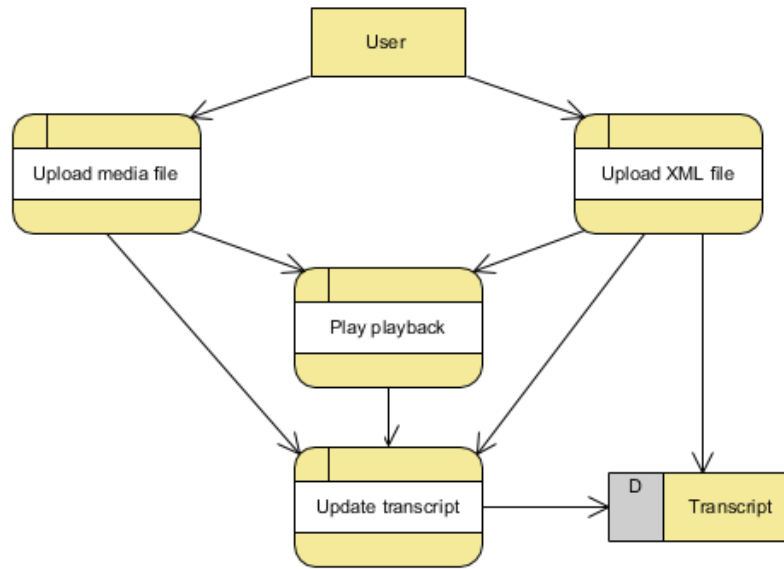 User
Upload media file
Upload XML file
Play playback
Update transcript
D
Transcript